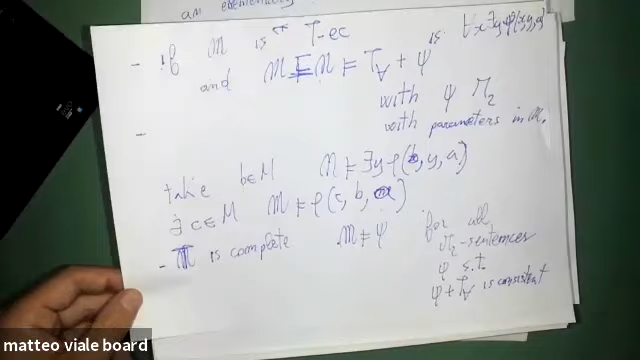 an elementary
- if M is T-ec is ∀x∃yφ(x,y,a)
and M ⊑ N ⊨ T∀ + ψ
with ψ Π₂
with parameters in M.
-
take b∈M N ⊨ ∃y φ(b, y, a)
∃ c∈M M ⊨ φ(c, b, a)
- T is complete M ⊨ ψ for all
Π₂-sentences
ψ s.t.
ψ + T∀ is consistent
matteo viale board